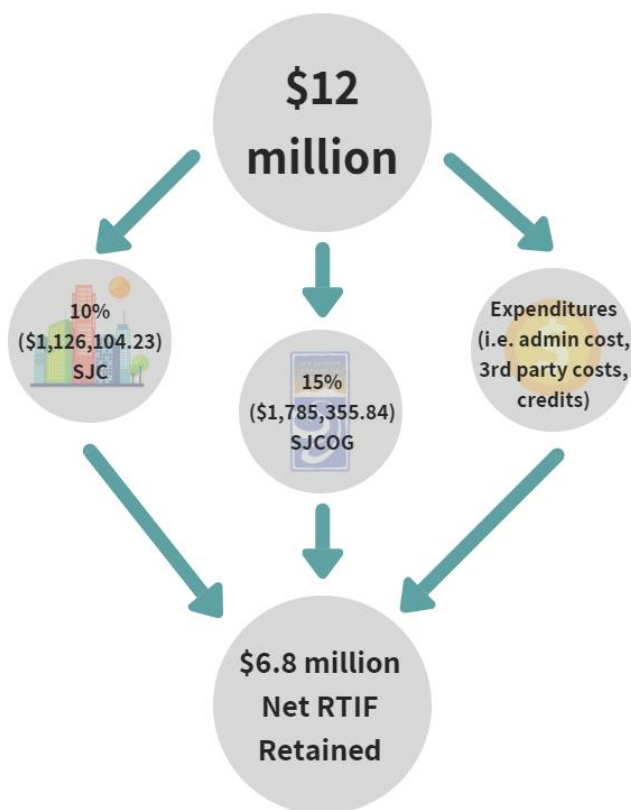 $12
million
10%
($1,126,104.23)
SJC
15%
($1,785,355.84)
SJCOG
Expenditures
(i.e. admin cost,
3rd party costs,
credits)
$6.8 million
Net RTIF
Retained